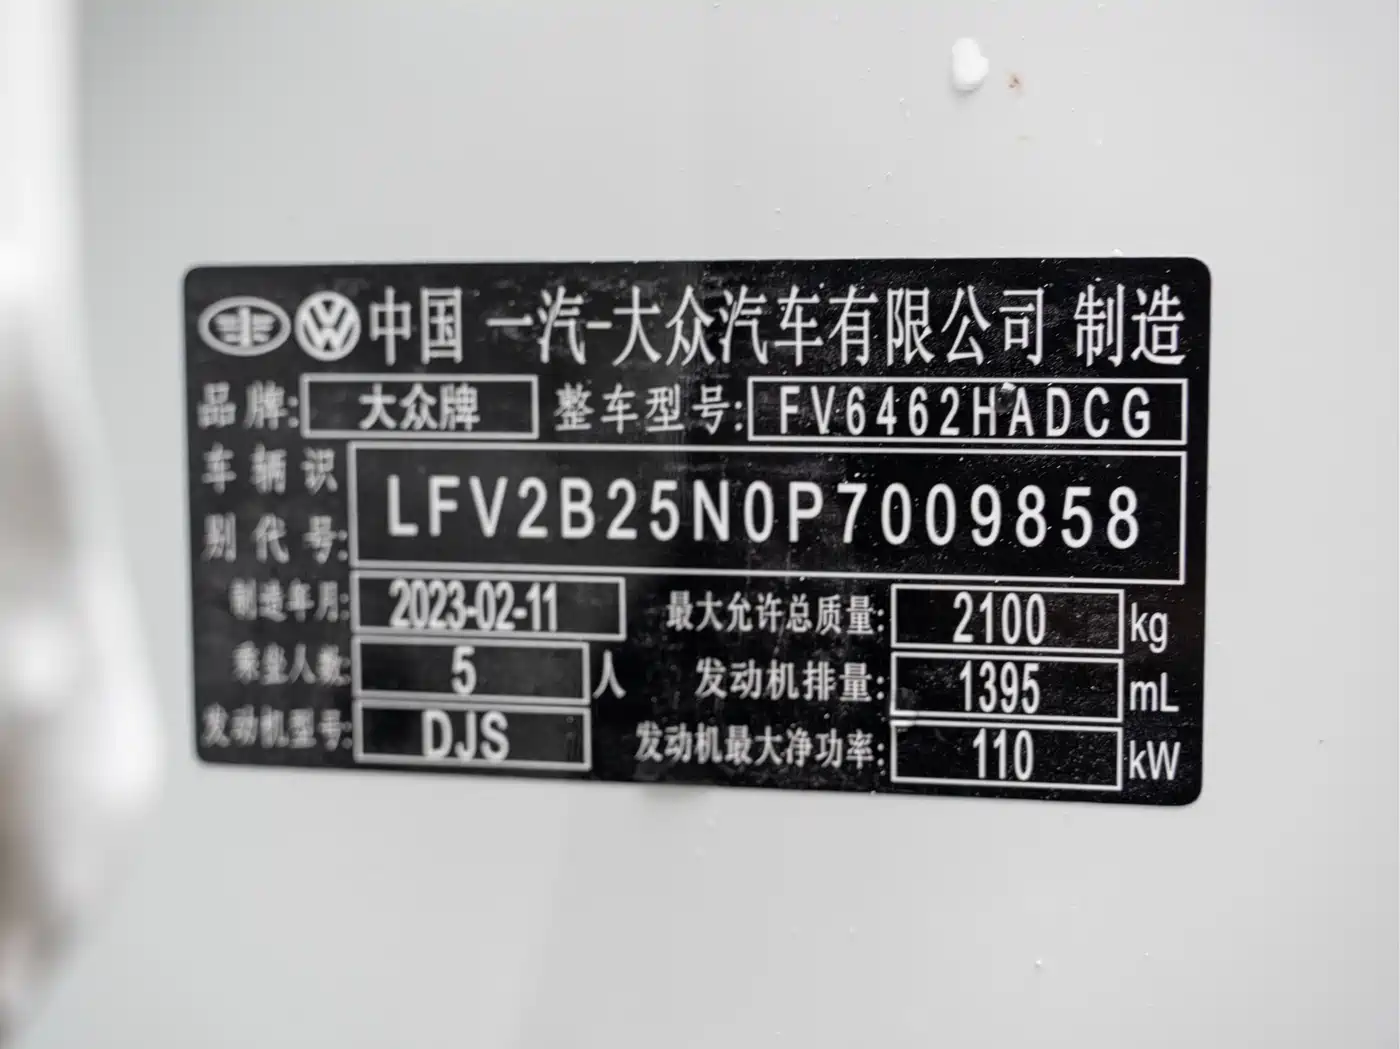 中国 一汽-大众汽车有限公司 制造
品牌: 大众牌 整车型号: FV6462HADCG
车辆识别代号: LFV2B25N0P7009858
制造年月: 2023-02-11 最大允许总质量: 2100 kg
乘坐人数: 5 人 发动机排量: 1395 mL
发动机型号: DJS 发动机最大净功率: 110 kW